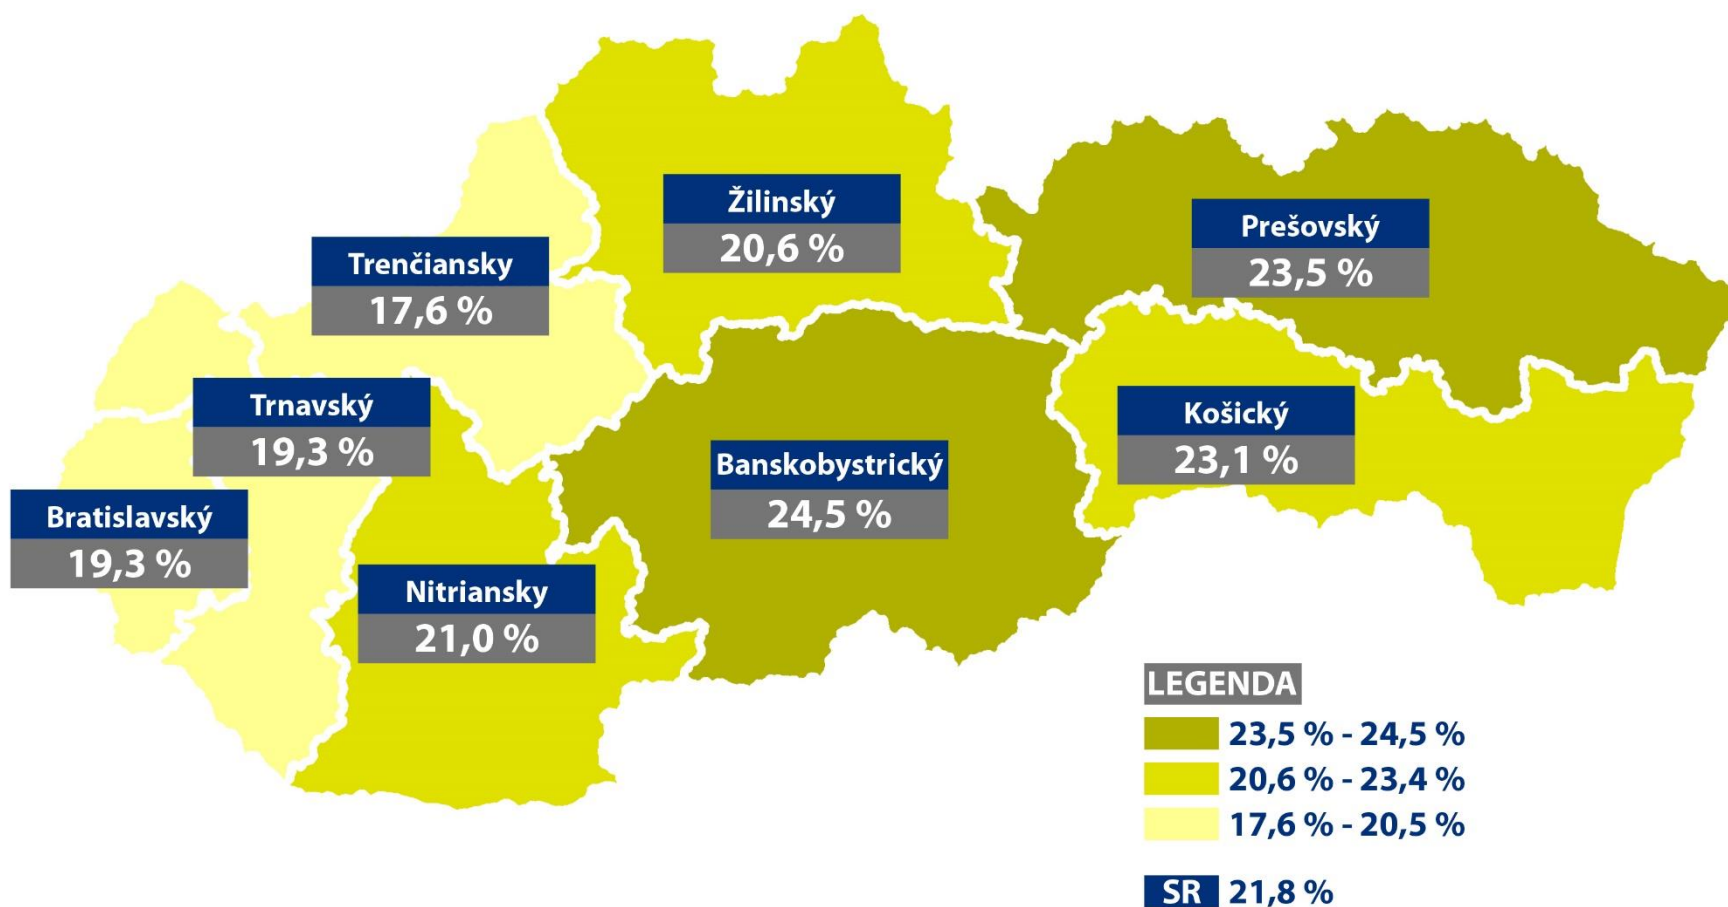 Žilinský
20,6 %
Prešovský
23,5 %
Trenčiansky
17,6 %
Trnavský
19,3 %
Košický
23,1 %
Banskobystrický
24,5 %
Bratislavský
19,3 %
Nitriansky
21,0 %
LEGENDA
23,5 % - 24,5 %
20,6 % - 23,4 %
17,6 % - 20,5 %
SR 21,8 %